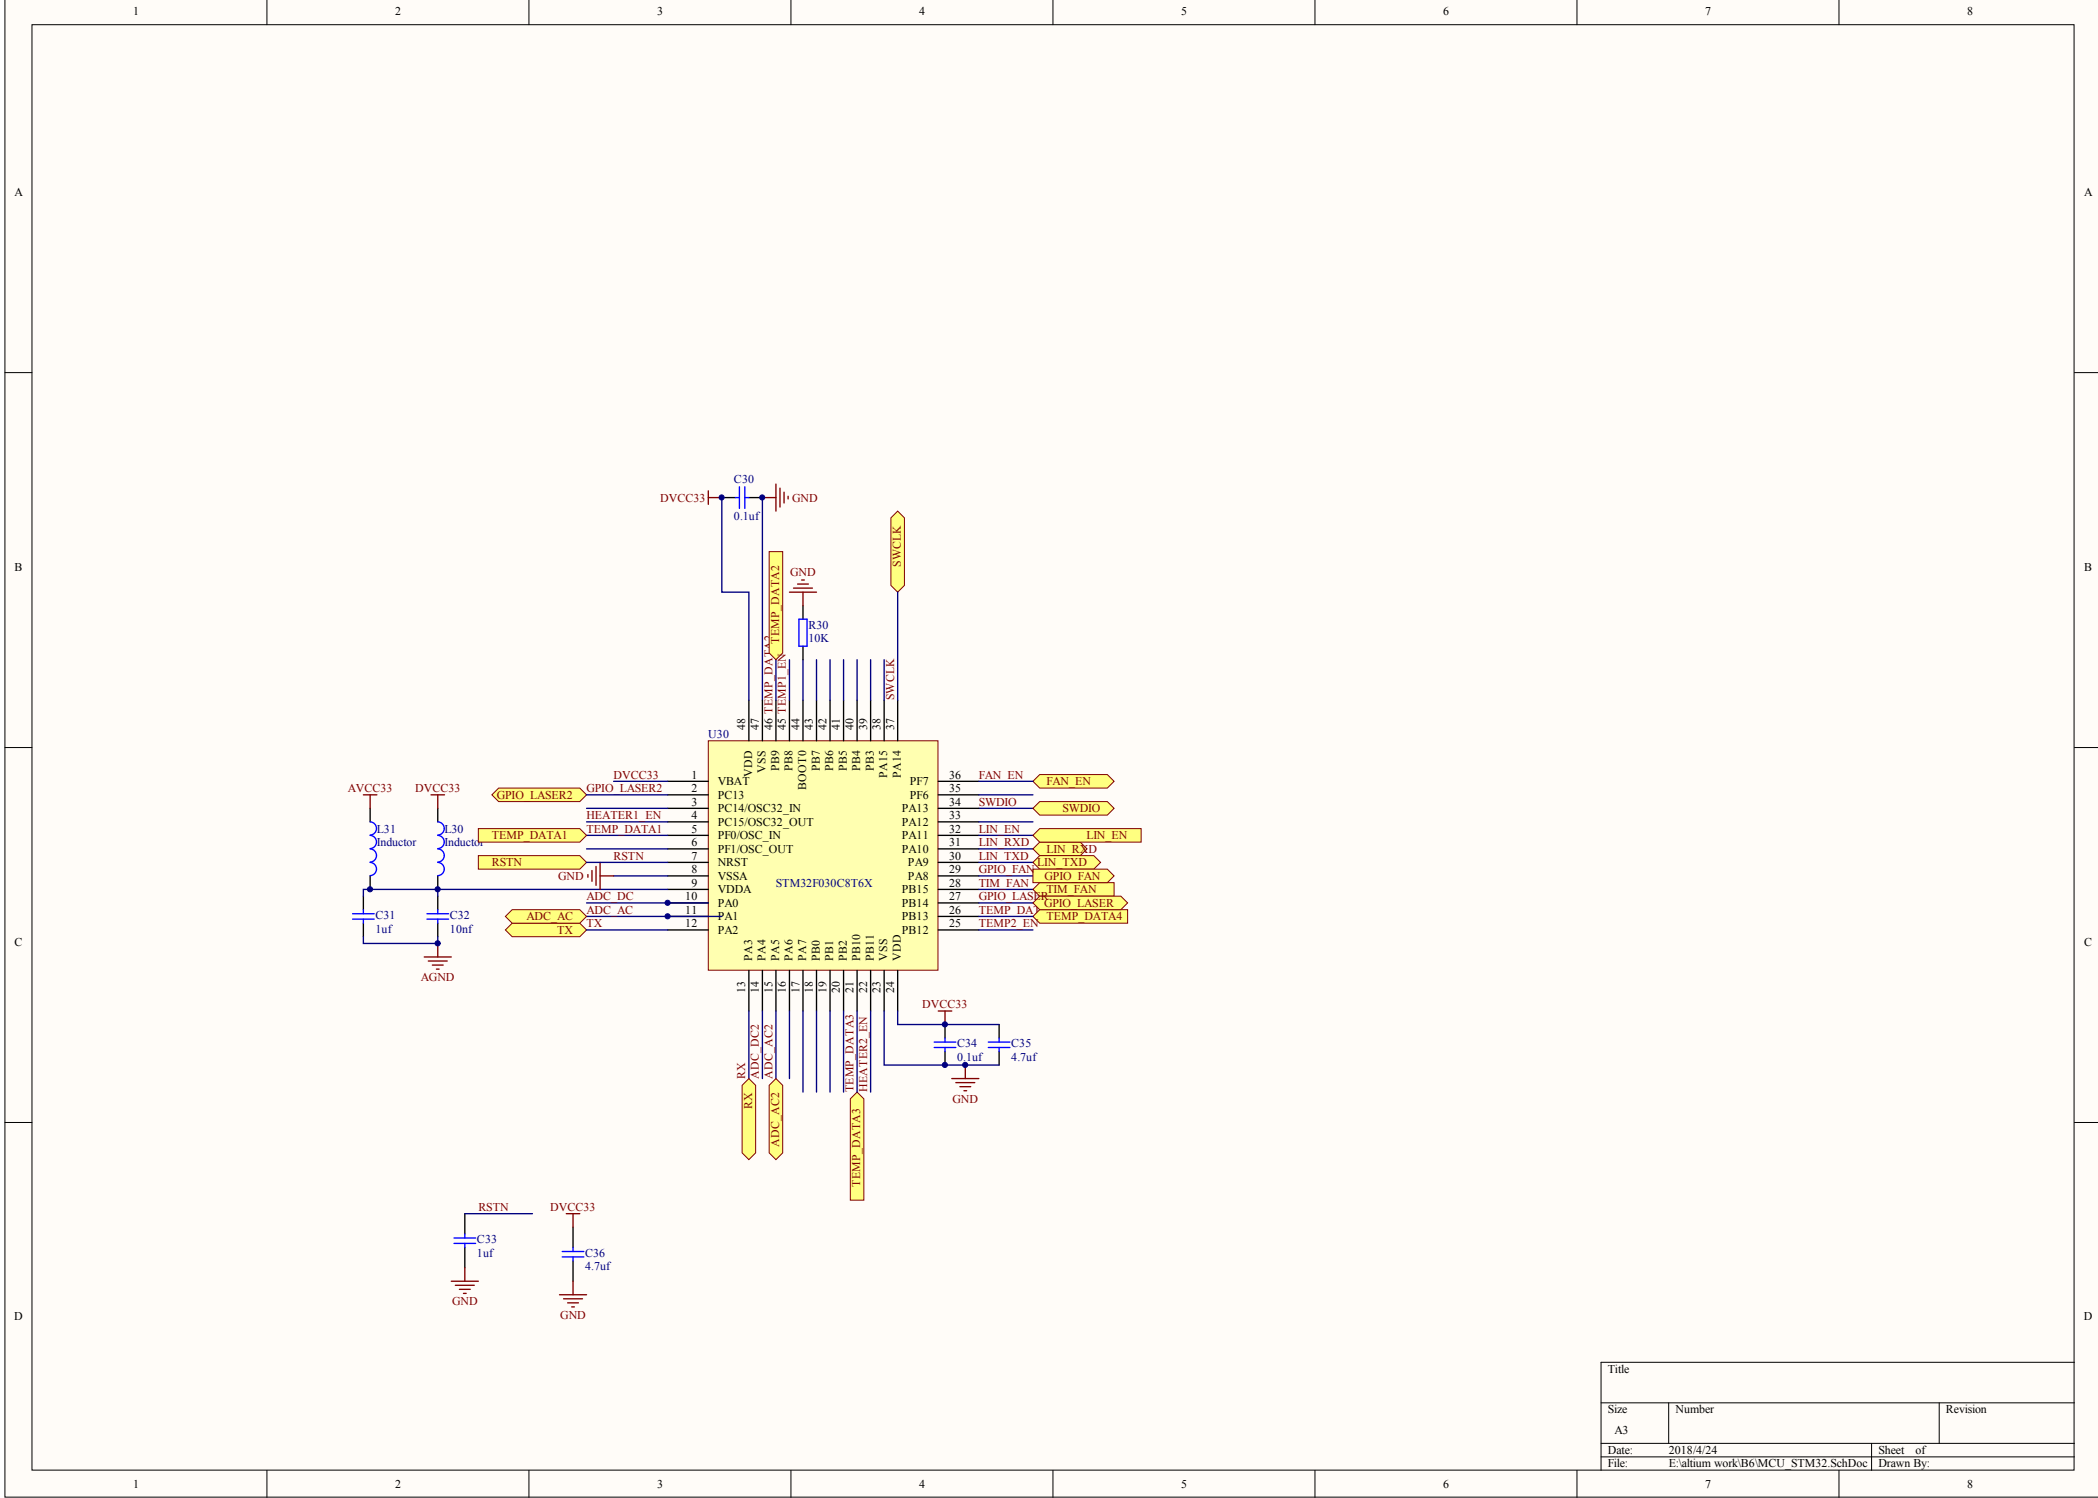 1 2 3 4 5 6 7 8
A A
B B
C C
D D
C30
DVCC33 GND
0.1uf
SWCLK
TEMP_DATA2
GND
R30
10K
TEMP_DATA2
TEMP1_EN
SWCLK
48 47 46 45 44 43 42 41 40 39 38 37
U30
VDD VSS PB9 PB8 BOOT0 PB7 PB6 PB5 PB4 PB3 PA15 PA14
DVCC33 1 VBAT
GPIO_LASER2 GPIO_LASER2 2 PC13
3 PC14/OSC32_IN
HEATER1_EN 4 PC15/OSC32_OUT
TEMP_DATA1 TEMP_DATA1 5 PF0/OSC_IN
6 PF1/OSC_OUT
RSTN RSTN 7 NRST
GND 8 VSSA
9 VDDA
ADC_DC 10 PA0
ADC_AC ADC_AC 11 PA1
TX TX 12 PA2
STM32F030C8T6X
PF7 36 FAN_EN FAN_EN
PF6 35
PA13 34 SWDIO SWDIO
PA12 33
PA11 32 LIN_EN LIN_EN
PA10 31 LIN_RXD LIN_RXD
PA9 30 LIN_TXD LIN_TXD
PA8 29 GPIO_FAN GPIO_FAN
PB15 28 TIM_FAN TIM_FAN
PB14 27 GPIO_LASER GPIO_LASER
PB13 26 TEMP_DA TEMP_DATA4
PB12 25 TEMP2_EN
AVCC33 DVCC33
L31
Inductor
L30
Inductor
C31
1uf
C32
10nf
AGND
PA3 PA4 PA5 PA6 PA7 PB0 PB1 PB2 PB10 PB11 VSS VDD
13 14 15 16 17 18 19 20 21 22 23 24
RX ADC_DC2 ADC_AC2 TEMP_DATA3 HEATER2_EN
RX ADC_AC2 TEMP_DATA3
DVCC33
C34
0.1uf
C35
4.7uf
GND
RSTN DVCC33
C33
1uf
C36
4.7uf
GND
GND
Title
Size Number Revision
A3
Date: 2018/4/24 Sheet of
File: E:\altium work\B6\MCU_STM32.SchDoc Drawn By:
1 2 3 4 5 6 7 8